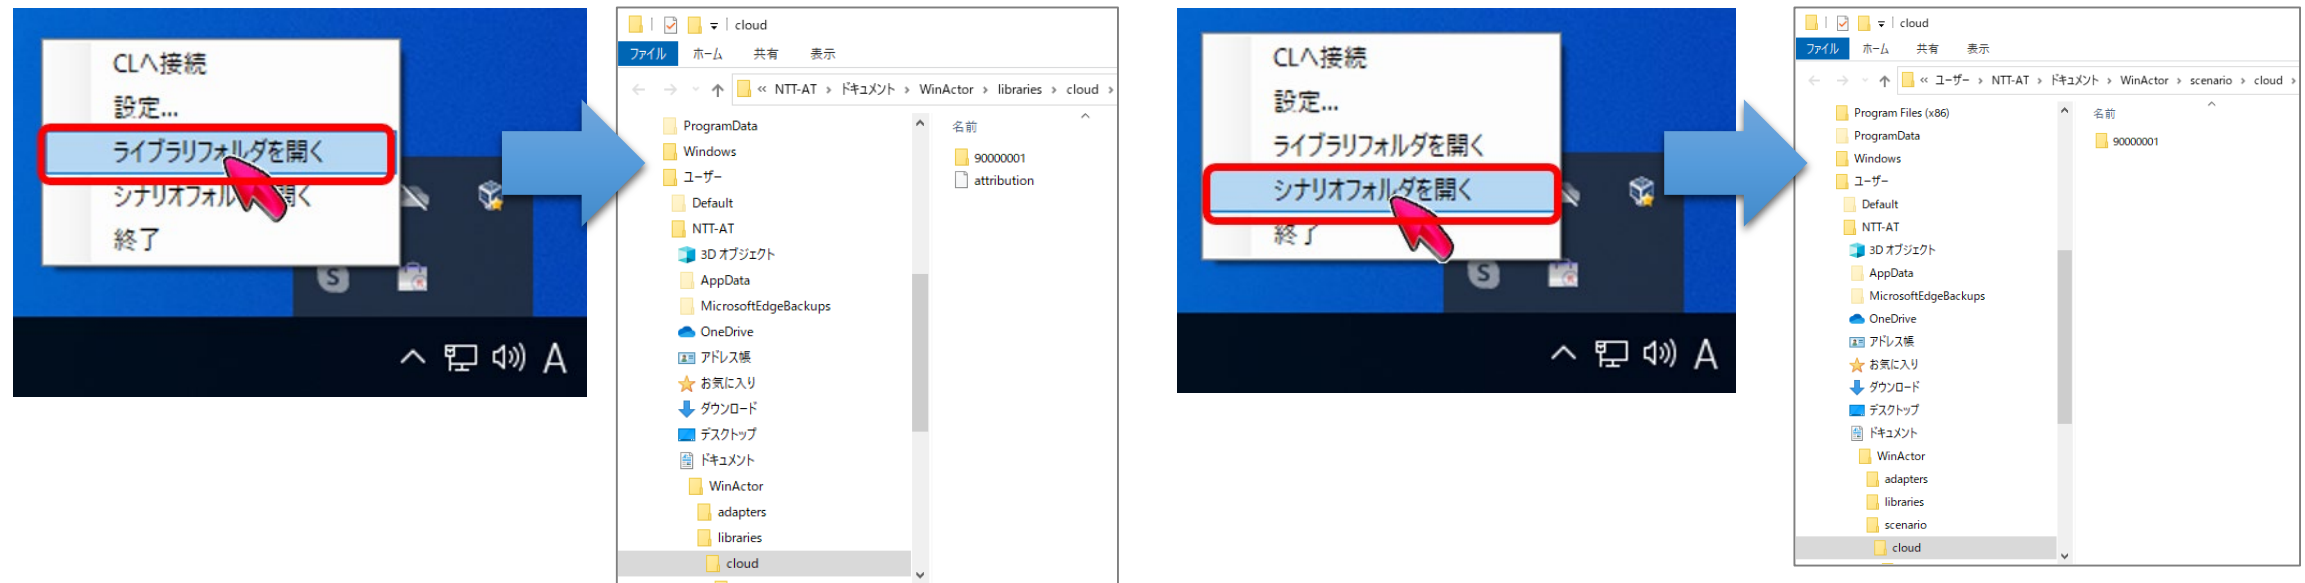 CLへ接続
設定...
ライブラリフォルダを開く
シナリオフォル 開く
終了
S
A
cloud
ファイル ホーム 共有 表示
« NTT-AT › ドキュメント › WinActor › libraries › cloud ›
ProgramData
Windows
ユーザー
Default
NTT-AT
3D オブジェクト
AppData
MicrosoftEdgeBackups
OneDrive
アドレス帳
お気に入り
ダウンロード
デスクトップ
ドキュメント
WinActor
adapters
libraries
cloud
名前
90000001
attribution
CLへ接続
設定...
ライブラリフォルダを開く
シナリオフォルダを開く
終了
S
A
cloud
ファイル ホーム 共有 表示
« ユーザー › NTT-AT › ドキュメント › WinActor › scenario › cloud ›
Program Files (x86)
ProgramData
Windows
ユーザー
Default
NTT-AT
3D オブジェクト
AppData
MicrosoftEdgeBackups
OneDrive
アドレス帳
お気に入り
ダウンロード
デスクトップ
ドキュメント
WinActor
adapters
libraries
scenario
cloud
名前
90000001